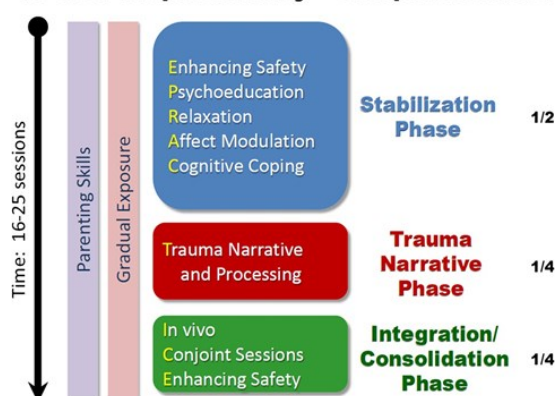 Time: 16-25 sessions
Parenting Skills
Gradual Exposure
Enhancing Safety
Psychoeducation
Relaxation
Affect Modulation
Cognitive Coping
Stabilization
Phase
1/2
Trauma Narrative
and Processing
Trauma
Narrative
Phase
1/4
In vivo
Conjoint Sessions
Enhancing Safety
Integration/
Consolidation
Phase
1/4